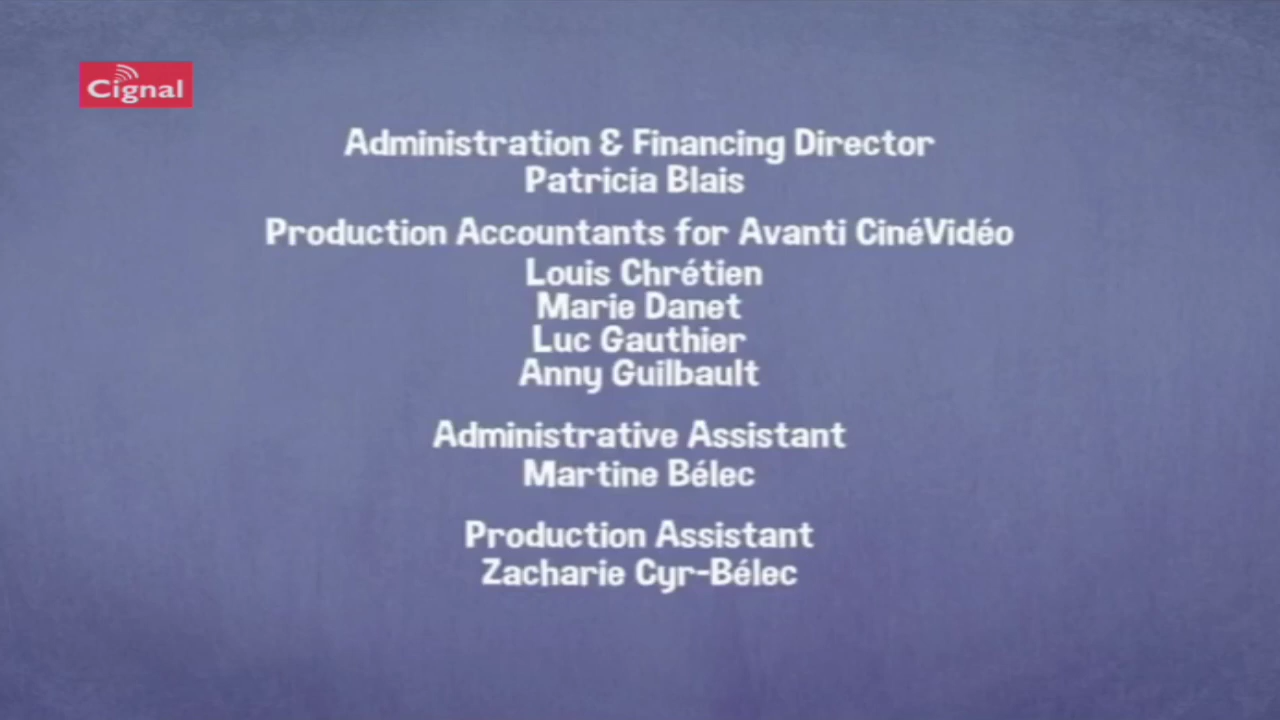 Cignal
Administration & Financing Director
Patricia Blais
Production Accountants for Avanti CinéVidéo
Louis Chrétien
Marie Danet
Luc Gauthier
Anny Guilbault
Administrative Assistant
Martine Bélec
Production Assistant
Zacharie Cyr-Bélec